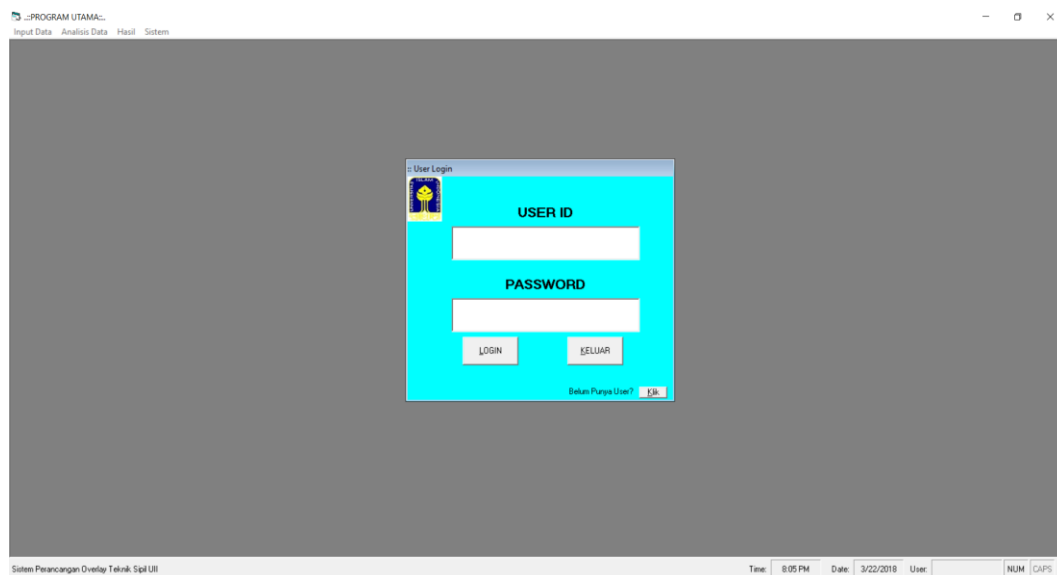 ..::PROGRAM UTAMA::..
Input Data Analisis Data Hasil Sistem
:: User Login
USER ID
PASSWORD
LOGIN KELUAR
Belum Punya User? Klik
Sistem Perancangan Overlay Teknik Sipil UII Time: 8:05 PM Date: 3/22/2018 User: NUM CAPS